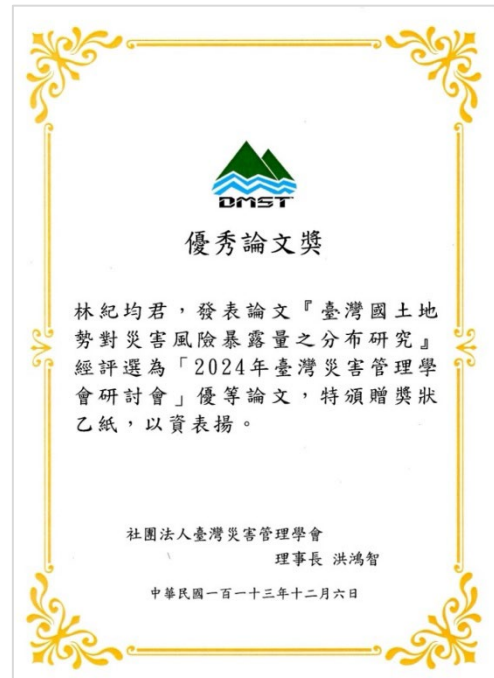 DMST
優秀論文獎
林紀均君，發表論文『臺灣國土地
勢對災害風險暴露量之分布研究』
經評選為「2024年臺灣災害管理學
會研討會」優等論文，特頒贈獎狀
乙紙，以資表揚。
社團法人臺灣災害管理學會
理事長 洪鴻智
中華民國一百一十三年十二月六日